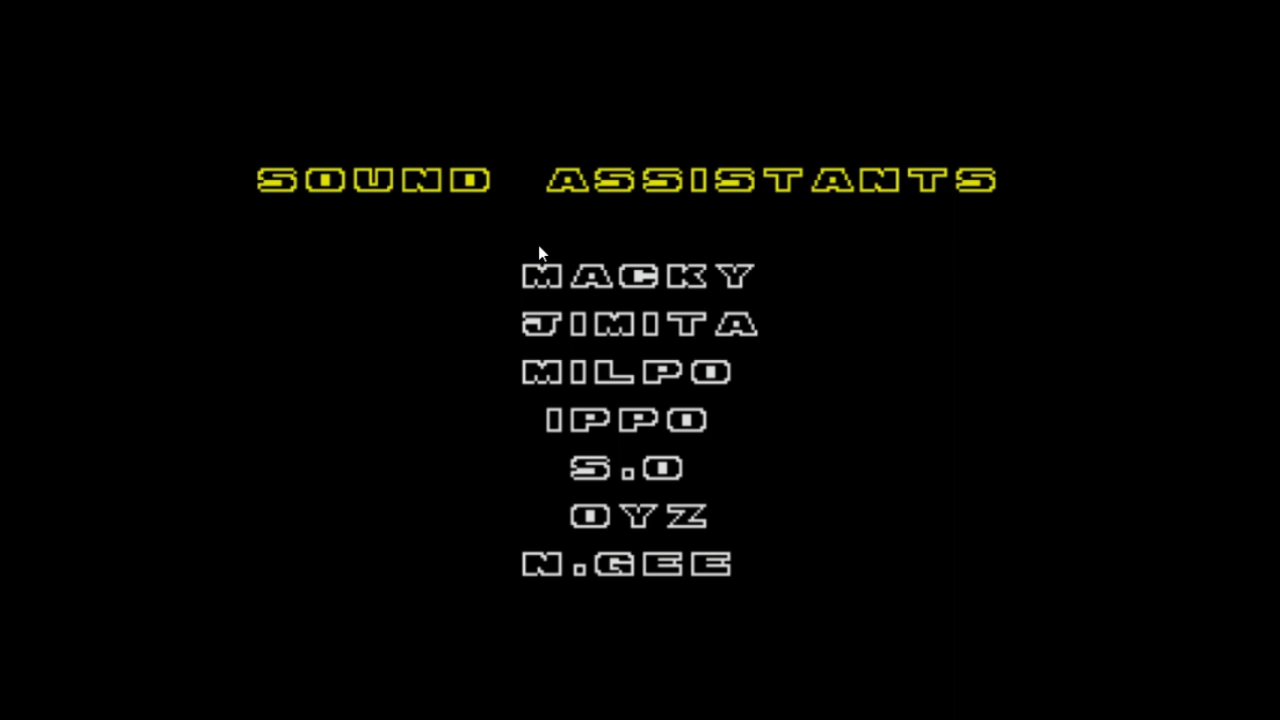 SOUND ASSISTANTS
MACKY
JIMITA
MILPO
IPPO
S.O
OYZ
N.GEE